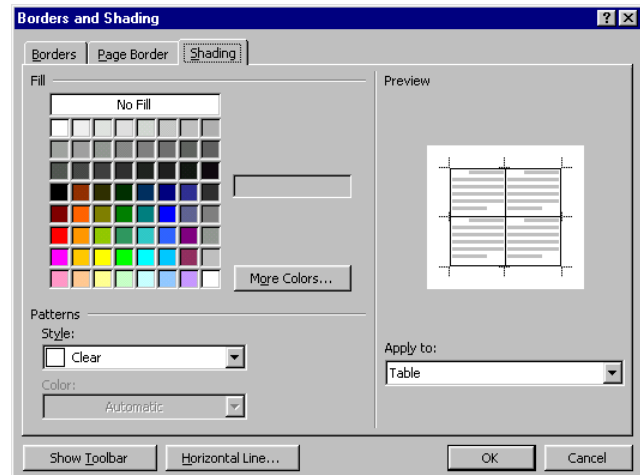 Borders and Shading
Borders
Page Border
Shading
Fill
No Fill
More Colors...
Patterns
Style:
Clear
Color:
Automatic
Preview
Apply to:
Table
Show Toolbar
Horizontal Line...
OK
Cancel